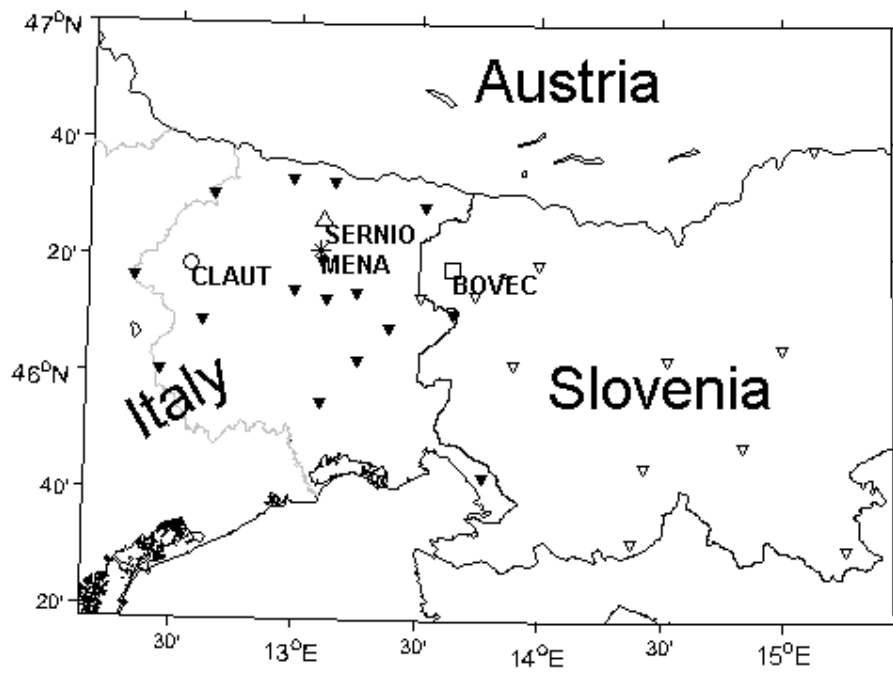 47°N
Austria
40'
SERNIO
20'
MENA
CLAUT
BOVEC
46°N
Italy
Slovenia
40'
20'
30'
13°E
30'
14°E
30'
15°E